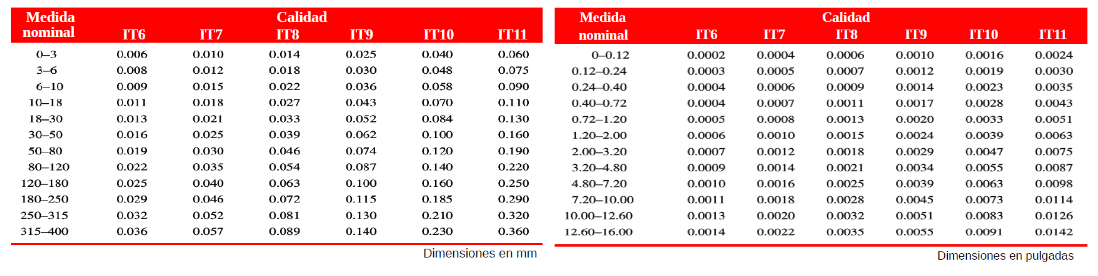 Medida nominal Calidad
IT6 IT7 IT8 IT9 IT10 IT11
0–3 0.006 0.010 0.014 0.025 0.040 0.060
3–6 0.008 0.012 0.018 0.030 0.048 0.075
6–10 0.009 0.015 0.022 0.036 0.058 0.090
10–18 0.011 0.018 0.027 0.043 0.070 0.110
18–30 0.013 0.021 0.033 0.052 0.084 0.130
30–50 0.016 0.025 0.039 0.062 0.100 0.160
50–80 0.019 0.030 0.046 0.074 0.120 0.190
80–120 0.022 0.035 0.054 0.087 0.140 0.220
120–180 0.025 0.040 0.063 0.100 0.160 0.250
180–250 0.029 0.046 0.072 0.115 0.185 0.290
250–315 0.032 0.052 0.081 0.130 0.210 0.320
315–400 0.036 0.057 0.089 0.140 0.230 0.360
Dimensiones en mm
Medida nominal Calidad
IT6 IT7 IT8 IT9 IT10 IT11
0–0.12 0.0002 0.0004 0.0006 0.0010 0.0016 0.0024
0.12–0.24 0.0003 0.0005 0.0007 0.0012 0.0019 0.0030
0.24–0.40 0.0004 0.0006 0.0009 0.0014 0.0023 0.0035
0.40–0.72 0.0004 0.0007 0.0011 0.0017 0.0028 0.0043
0.72–1.20 0.0005 0.0008 0.0013 0.0020 0.0033 0.0051
1.20–2.00 0.0006 0.0010 0.0015 0.0024 0.0039 0.0063
2.00–3.20 0.0007 0.0012 0.0018 0.0029 0.0047 0.0075
3.20–4.80 0.0009 0.0014 0.0021 0.0034 0.0055 0.0087
4.80–7.20 0.0010 0.0016 0.0025 0.0039 0.0063 0.0098
7.20–10.00 0.0011 0.0018 0.0028 0.0045 0.0073 0.0114
10.00–12.60 0.0013 0.0020 0.0032 0.0051 0.0083 0.0126
12.60–16.00 0.0014 0.0022 0.0035 0.0055 0.0091 0.0142
Dimensiones en pulgadas